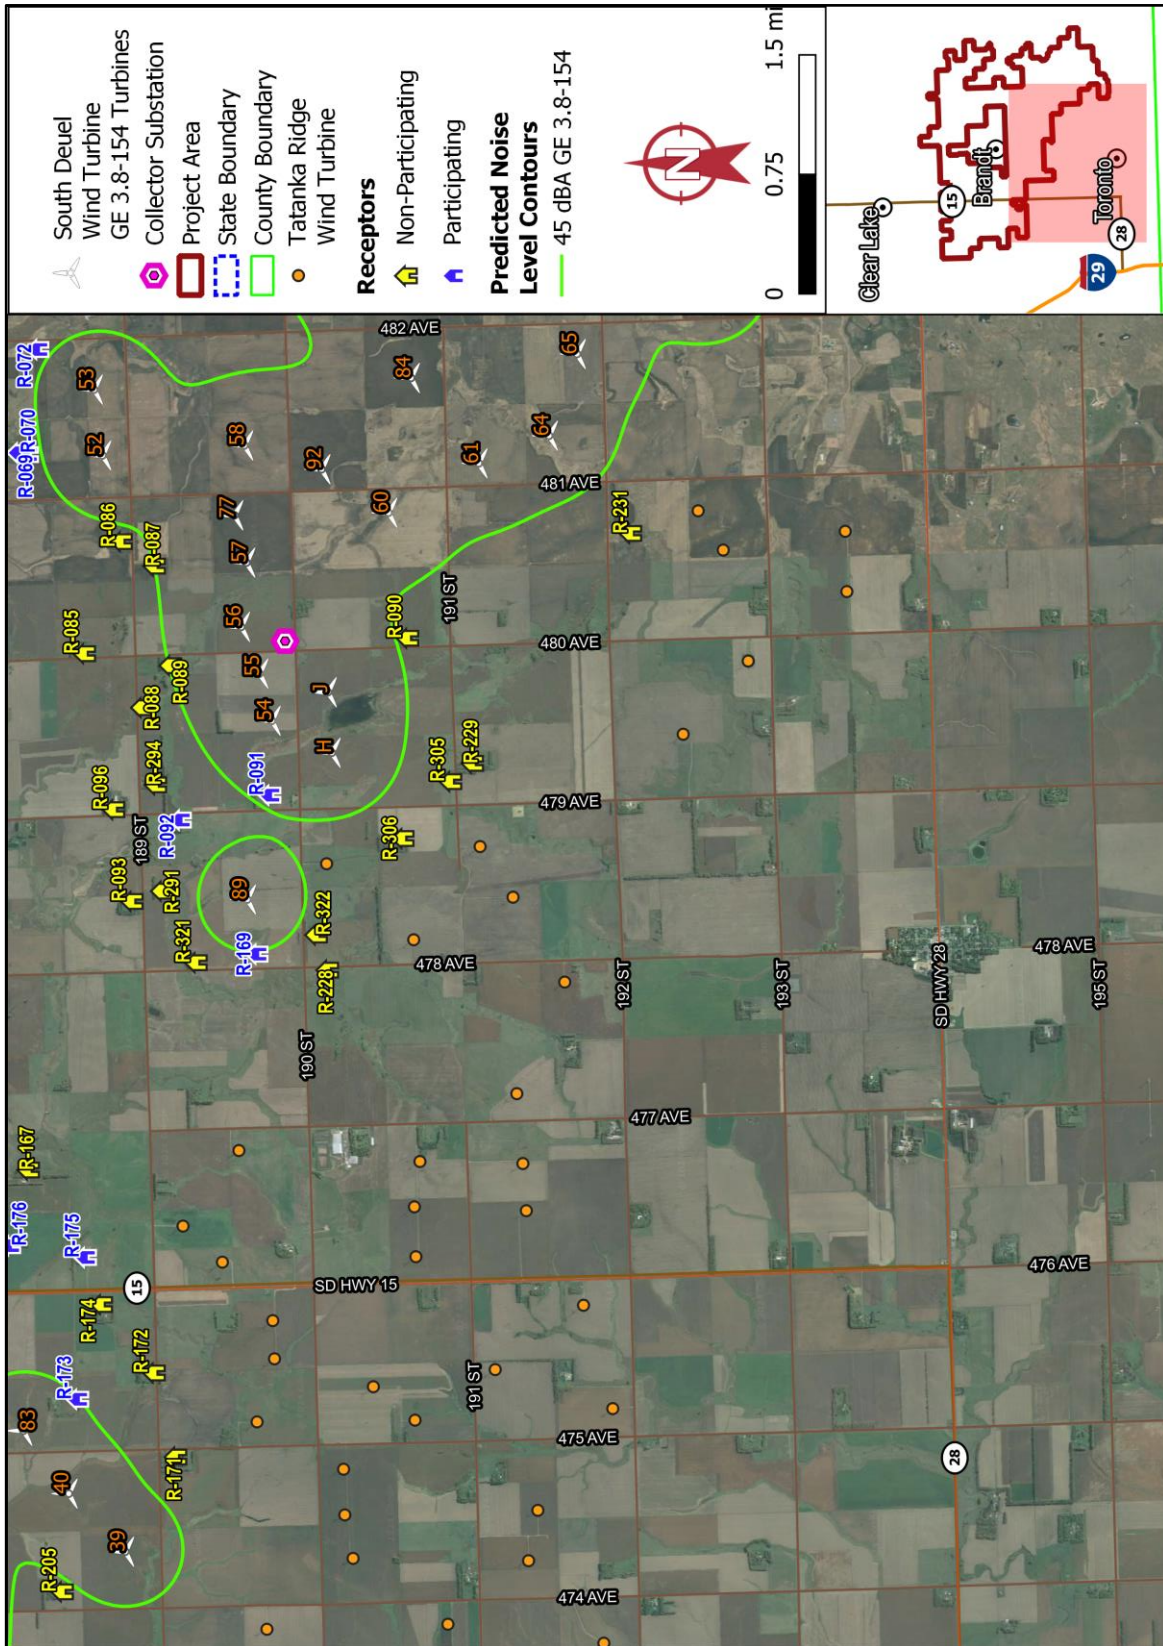 South Deuel
Wind Turbine
GE 3.8-154 Turbines
Collector Substation
Project Area
State Boundary
County Boundary
Tatanka Ridge
Wind Turbine
Receptors
Non-Participating
Participating
Predicted Noise
Level Contours
45 dBA GE 3.8-154
N
0
0.75
1.5 mi
Clear Lake
15
Brandt
Toronto
28
29
R-205
39
40
83
R-173
R-171
R-172
R-174
15
R-175
R-176
R-167
R-321
R-093
R-291
189 ST
R-092
R-096
R-294
R-088
R-089
R-085
R-087
R-086
R-069
R-070
R-072
52
53
R-169
89
R-091
54
55
56
57
77
58
92
H
J
R-228
R-322
190 ST
SD HWY 15
R-306
R-090
60
84
482 AVE
478 AVE
R-305
R-229
191 ST
191 ST
61
64
65
474 AVE
475 AVE
479 AVE
480 AVE
481 AVE
R-231
192 ST
477 AVE
193 ST
28
SD HWY 28
476 AVE
478 AVE
195 ST